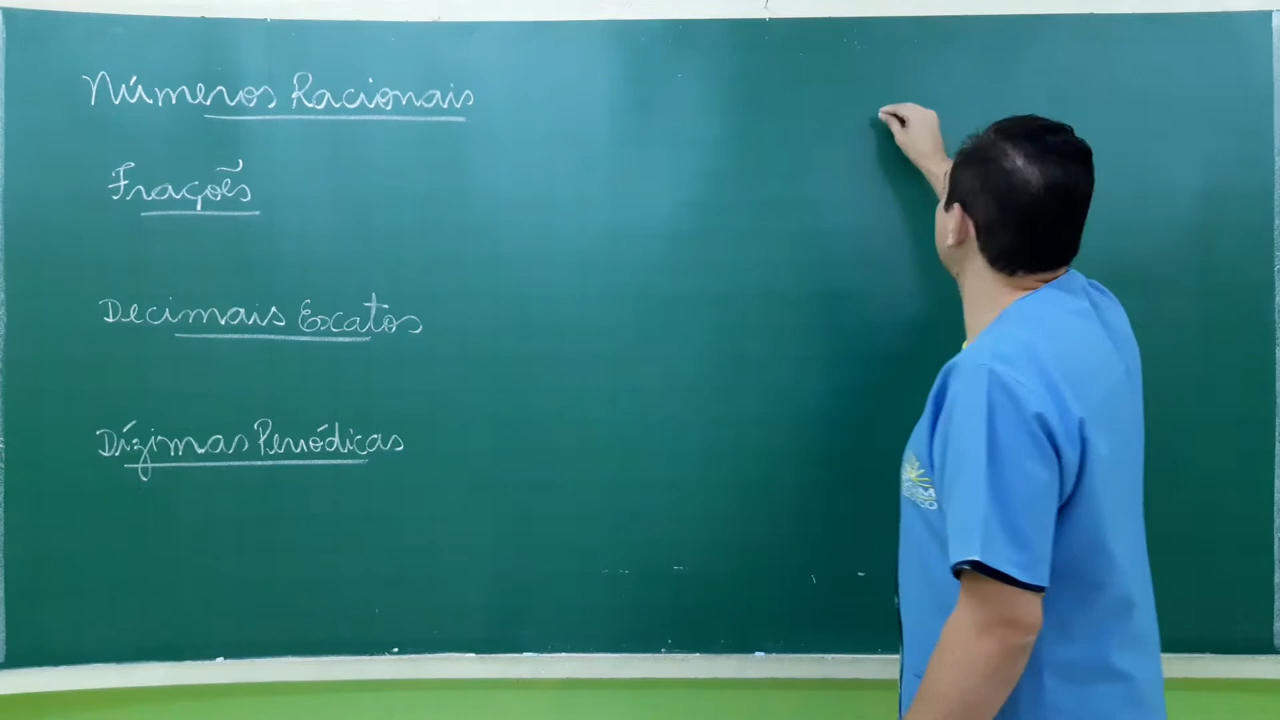 Números Racionais
Frações
Decimais Exatos
Dízimas Periódicas